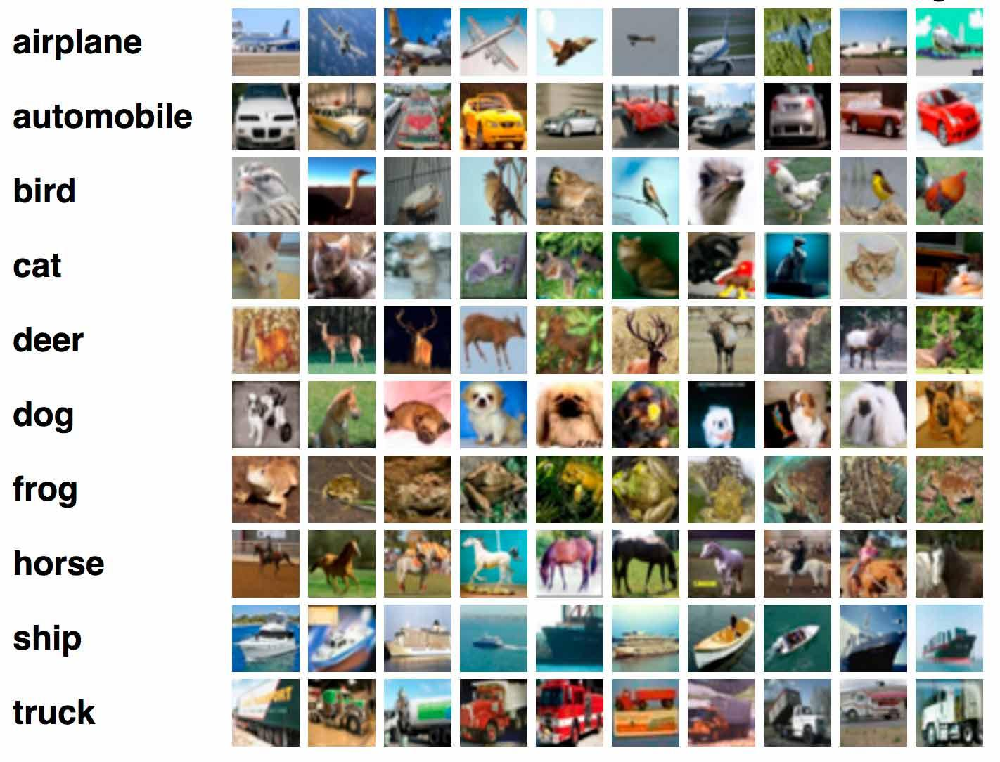 airplane
automobile
bird
cat
deer
dog
frog
horse
ship
truck